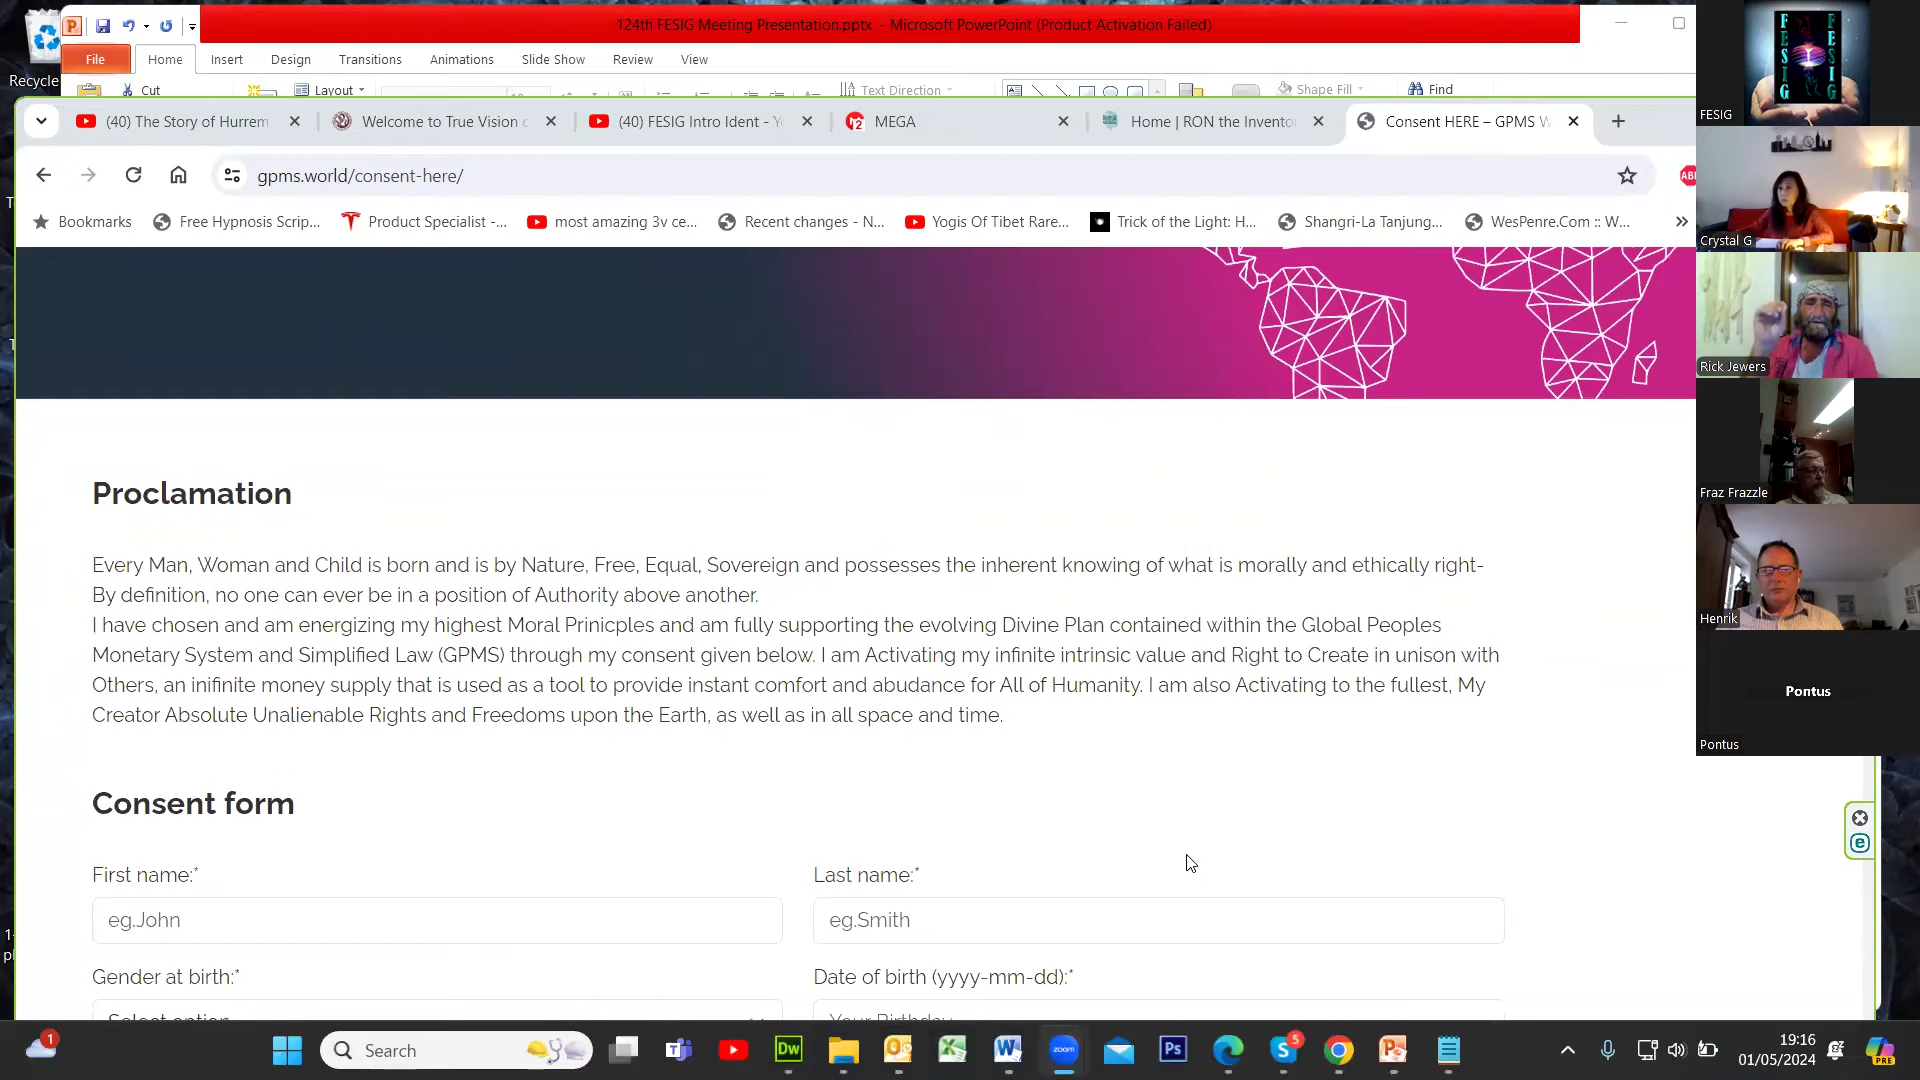 124th FESIG Meeting Presentation.pptx – Microsoft PowerPoint (Product Activation Failed)
File Home Insert Design Transitions Animations Slide Show Review View
Cut Layout Text Direction Shape Fill Find
Recycle
(40) The Story of Hurrem
Welcome to True Vision
(40) FESIG Intro Ident -
MEGA
Home | RON the Invento
Consent HERE – GPMS W
gpms.world/consent-here/
Bookmarks
Free Hypnosis Scrip...
Product Specialist -...
most amazing 3v ce...
Recent changes - N...
Yogis Of Tibet Rare...
Trick of the Light: H...
Shangri-La Tanjung...
WesPenre.Com :: W...
»
Proclamation
Every Man, Woman and Child is born and is by Nature, Free, Equal, Sovereign and possesses the inherent knowing of what is morally and ethically right-
By definition, no one can ever be in a position of Authority above another.
I have chosen and am energizing my highest Moral Prinicples and am fully supporting the evolving Divine Plan contained within the Global Peoples
Monetary System and Simplified Law (GPMS) through my consent given below. I am Activating my infinite intrinsic value and Right to Create in unison with
Others, an inifinite money supply that is used as a tool to provide instant comfort and abudance for All of Humanity. I am also Activating to the fullest, My
Creator Absolute Unalienable Rights and Freedoms upon the Earth, as well as in all space and time.
Consent form
First name:* Last name:*
eg.John eg.Smith
Gender at birth:* Date of birth (yyyy-mm-dd):*
Select option Your Birthday
FESIG FESIG
FESIG
Crystal G
Rick Jewers
Fraz Frazzle
Henrik
Pontus
Pontus
1
Search
Dw
zoom
Ps
5
19:16
01/05/2024
PRE